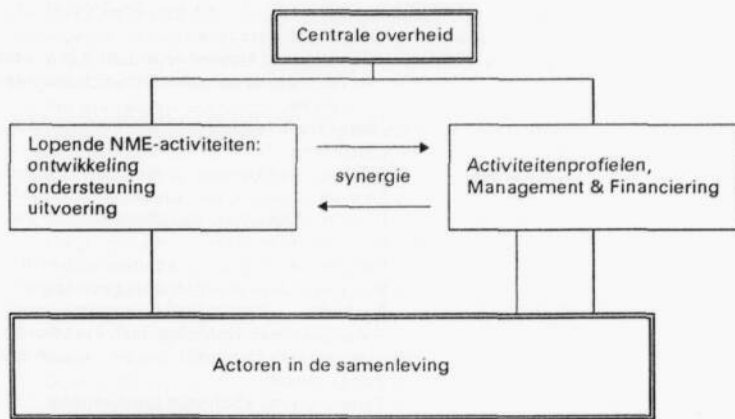 Centrale overheid
Lopende NME-activiteiten:
ontwikkeling
ondersteuning
uitvoering
synergie
Activiteitenprofielen,
Management & Financiering
Actoren in de samenleving